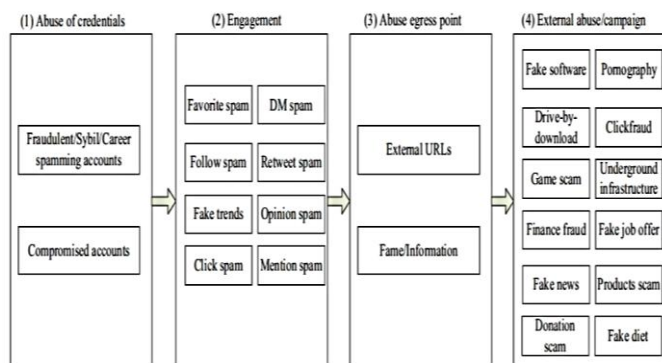 (1) Abuse of credentials
Fraudulent/Sybil/Career
spamming accounts
Compromised accounts
(2) Engagement
Favorite spam
DM spam
Follow spam
Retweet spam
Fake trends
Opinion spam
Click spam
Mention spam
(3) Abuse egress point
External URLs
Fame/Information
(4) External abuse/campaign
Fake software
Pornography
Drive-by-
download
Clickfraud
Game scam
Underground
infrastructure
Finance fraud
Fake job offer
Fake news
Products scam
Donation
scam
Fake diet